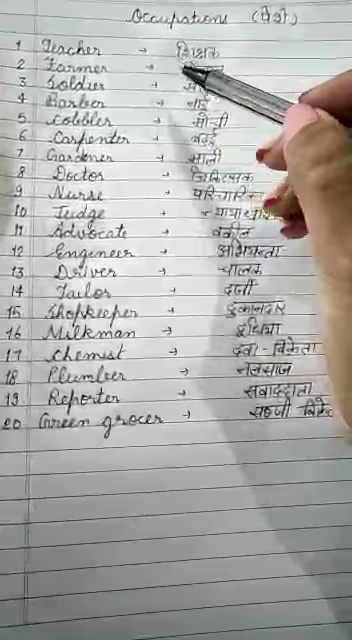 Occupations (पेशे)
1 Teacher → शिक्षक
2 Farmer →
3 Soldier →
4 Barber → नाई
5 Cobbler → मोची
6 Carpenter → बढ़ई
7 Gardener → माली
8 Doctor → चिकित्सक
9 Nurse → परिचारिका
10 Judge →
11 Advocate → वकील
12 Engineer → अभियन्ता
13 Driver → चालक
14 Tailor → दर्जी
15 Shopkeeper → दुकानदार
16 Milkman → दूधिया
17 Chemist → दवा-विक्रेता
18 Plumber → नलसाज
19 Reporter → संवाददाता
20 Green grocer → सब्जी